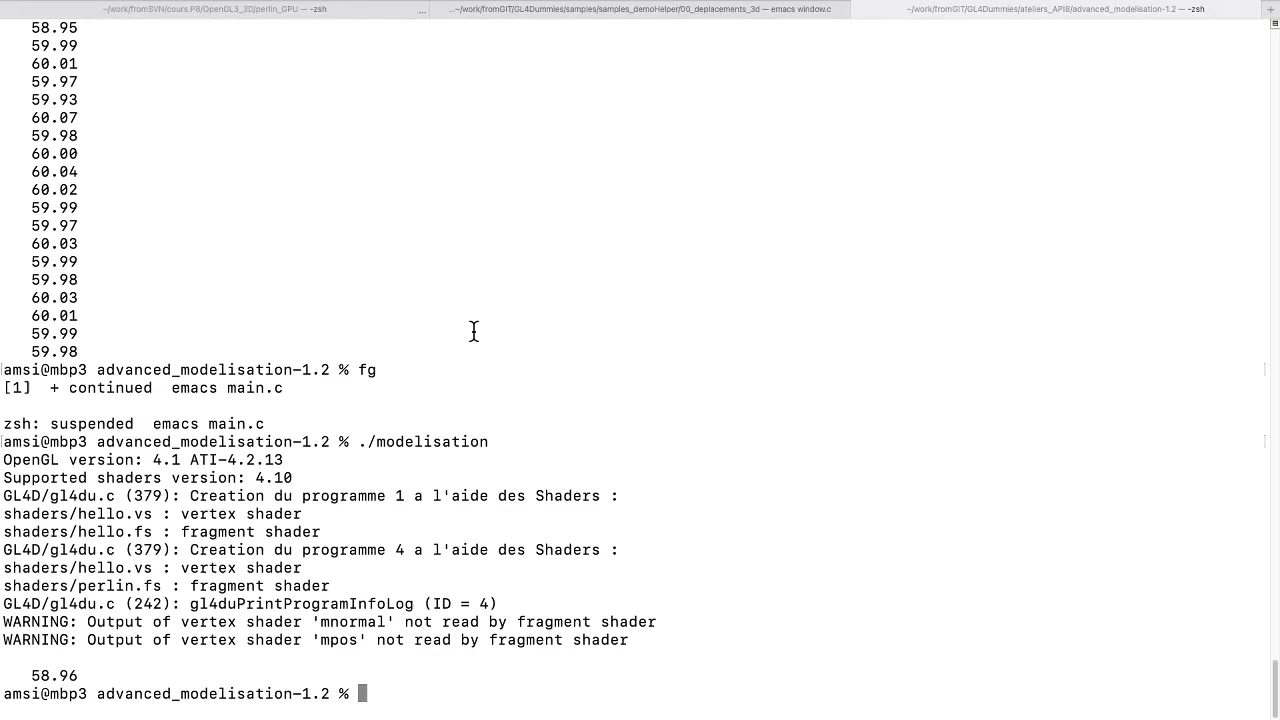 ~/work/fromSVN/cours.P8/OpenGL3_3D/perlin_GPU — -zsh ... ...~/work/fromGIT/GL4Dummies/samples/samples_demoHelper/00_deplacements_3d — emacs window.c ~/work/fromGIT/GL4Dummies/ateliers_API8/advanced_modelisation-1.2 — -zsh +
58.95
59.99
60.01
59.97
59.93
60.07
59.98
60.00
60.04
60.02
59.99
59.97
60.03
59.99
59.98
60.03
60.01
59.99
59.98
amsi@mbp3 advanced_modelisation-1.2 % fg
[1]  + continued  emacs main.c
zsh: suspended  emacs main.c
amsi@mbp3 advanced_modelisation-1.2 % ./modelisation
OpenGL version: 4.1 ATI-4.2.13
Supported shaders version: 4.10
GL4D/gl4du.c (379): Creation du programme 1 a l'aide des Shaders :
shaders/hello.vs : vertex shader
shaders/hello.fs : fragment shader
GL4D/gl4du.c (379): Creation du programme 4 a l'aide des Shaders :
shaders/hello.vs : vertex shader
shaders/perlin.fs : fragment shader
GL4D/gl4du.c (242): gl4duPrintProgramInfoLog (ID = 4)
WARNING: Output of vertex shader 'mnormal' not read by fragment shader
WARNING: Output of vertex shader 'mpos' not read by fragment shader
58.96
amsi@mbp3 advanced_modelisation-1.2 %